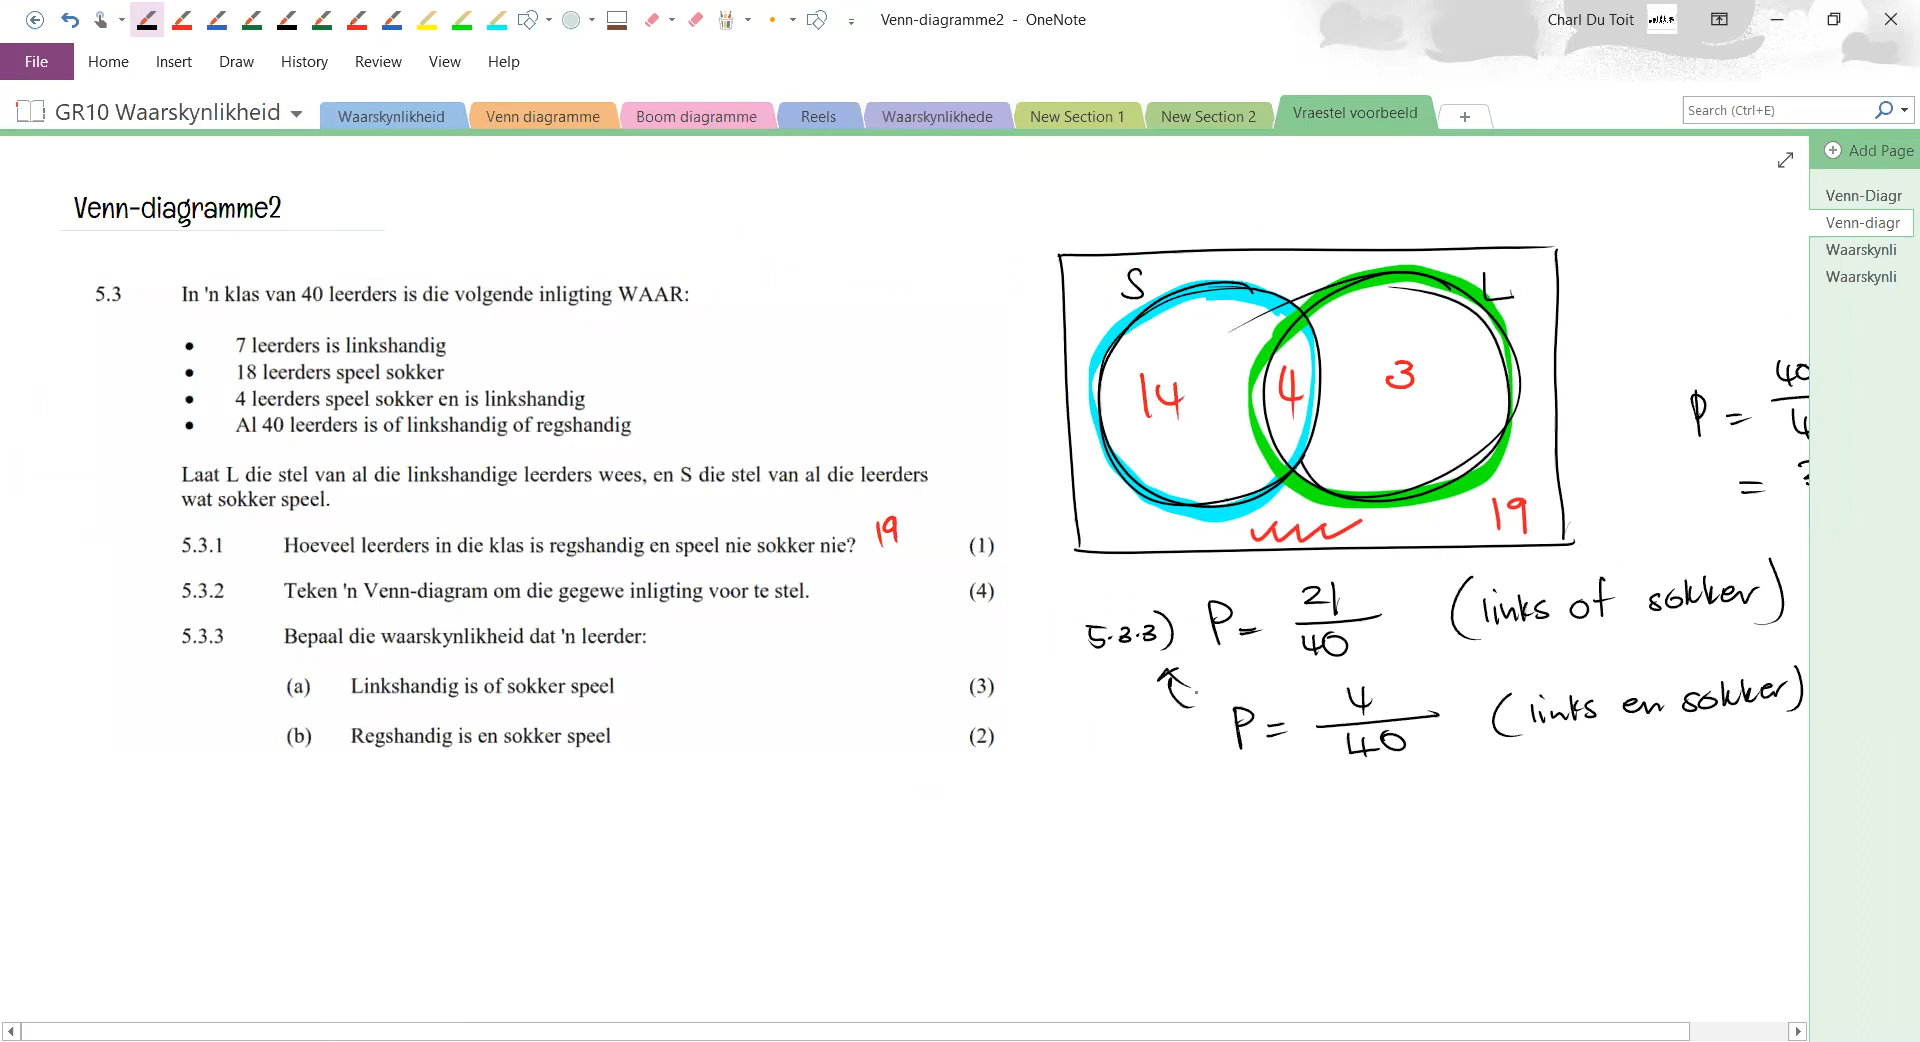 Venn-diagramme2 - OneNote
Charl Du Toit
File Home Insert Draw History Review View Help
GR10 Waarskynlikheid
Waarskynlikheid Venn diagramme Boom diagramme Reels Waarskynlikhede New Section 1 New Section 2 Vraestel voorbeeld +
Search (Ctrl+E)
Add Page
Venn-Diagr
Venn-diagr
Waarskynli
Waarskynli
Venn-diagramme2
5.3 In 'n klas van 40 leerders is die volgende inligting WAAR:
• 7 leerders is linkshandig
• 18 leerders speel sokker
• 4 leerders speel sokker en is linkshandig
• Al 40 leerders is of linkshandig of regshandig
Laat L die stel van al die linkshandige leerders wees, en S die stel van al die leerders
wat sokker speel.
5.3.1 Hoeveel leerders in die klas is regshandig en speel nie sokker nie? 19 (1)
5.3.2 Teken 'n Venn-diagram om die gegewe inligting voor te stel. (4)
5.3.3 Bepaal die waarskynlikheid dat 'n leerder:
(a) Linkshandig is of sokker speel (3)
(b) Regshandig is en sokker speel (2)
S L
14 4 3
19
5.3.3) P = 21/40 (links of sokker)
P = 4/40 (links en sokker)
P = 40
=